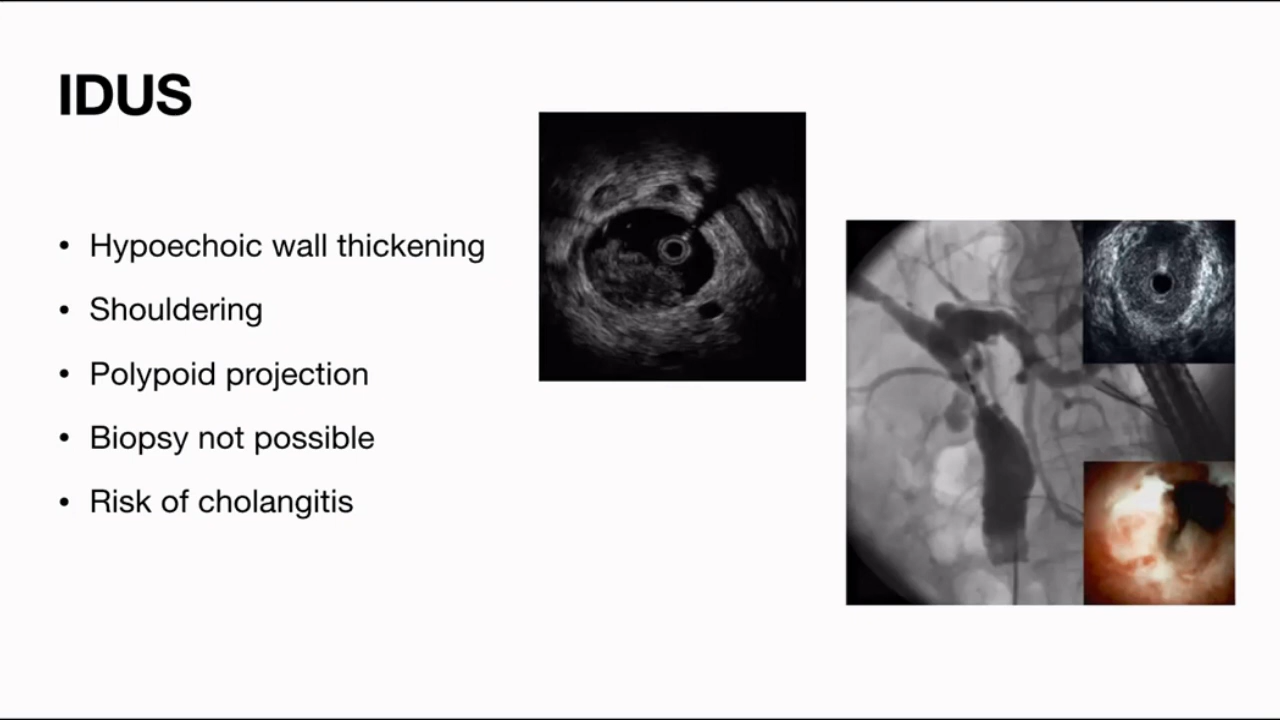 IDUS
• Hypoechoic wall thickening
• Shouldering
• Polypoid projection
• Biopsy not possible
• Risk of cholangitis